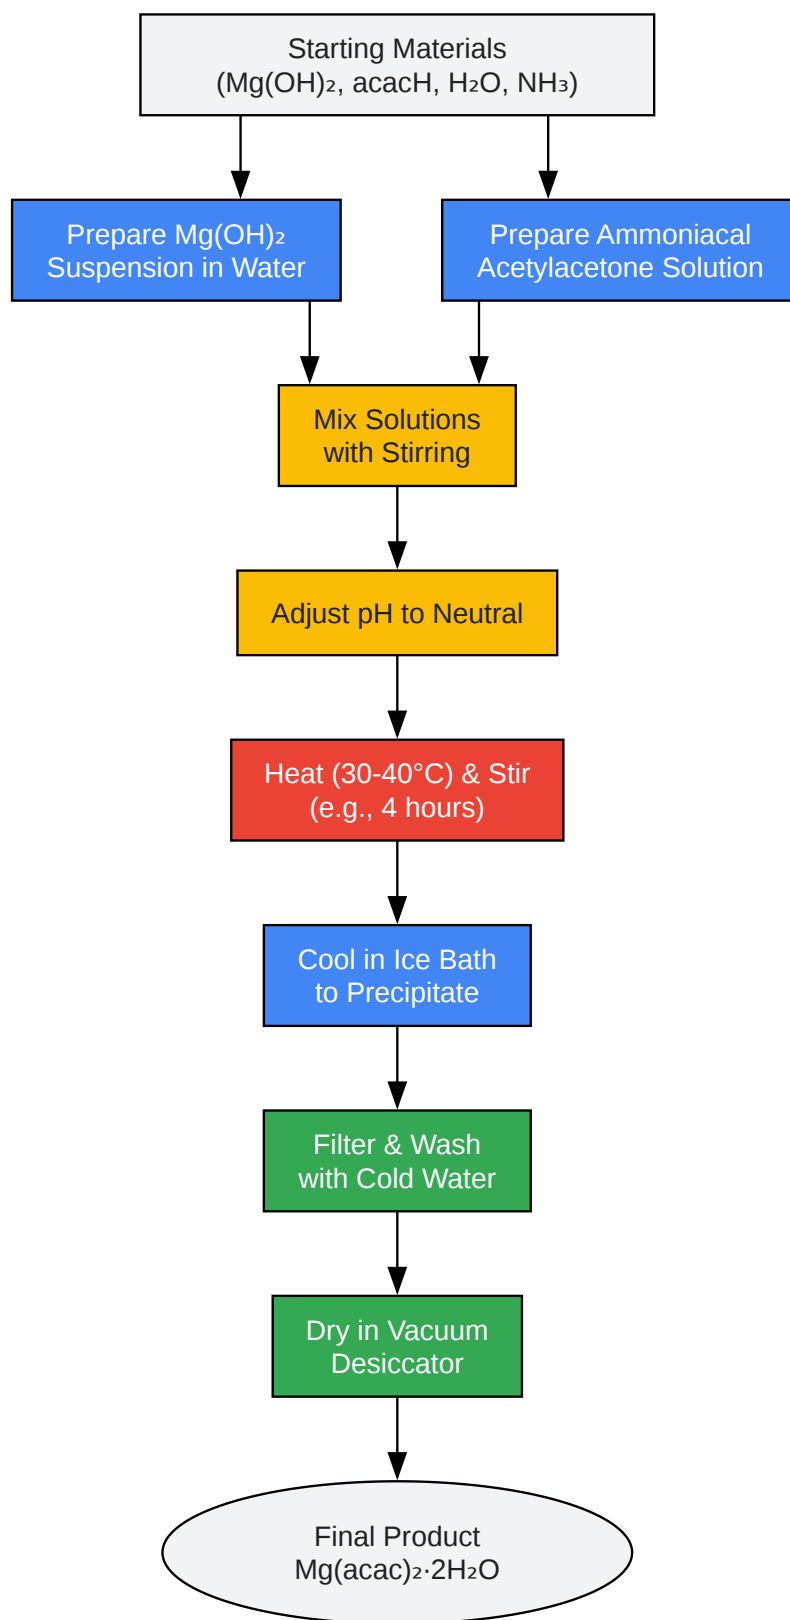 Starting Materials
(Mg(OH)₂, acacH, H₂O, NH₃)
Prepare Mg(OH)₂
Suspension in Water
Prepare Ammoniacal
Acetylacetone Solution
Mix Solutions
with Stirring
Adjust pH to Neutral
Heat (30-40°C) & Stir
(e.g., 4 hours)
Cool in Ice Bath
to Precipitate
Filter & Wash
with Cold Water
Dry in Vacuum
Desiccator
Final Product
Mg(acac)₂·2H₂O